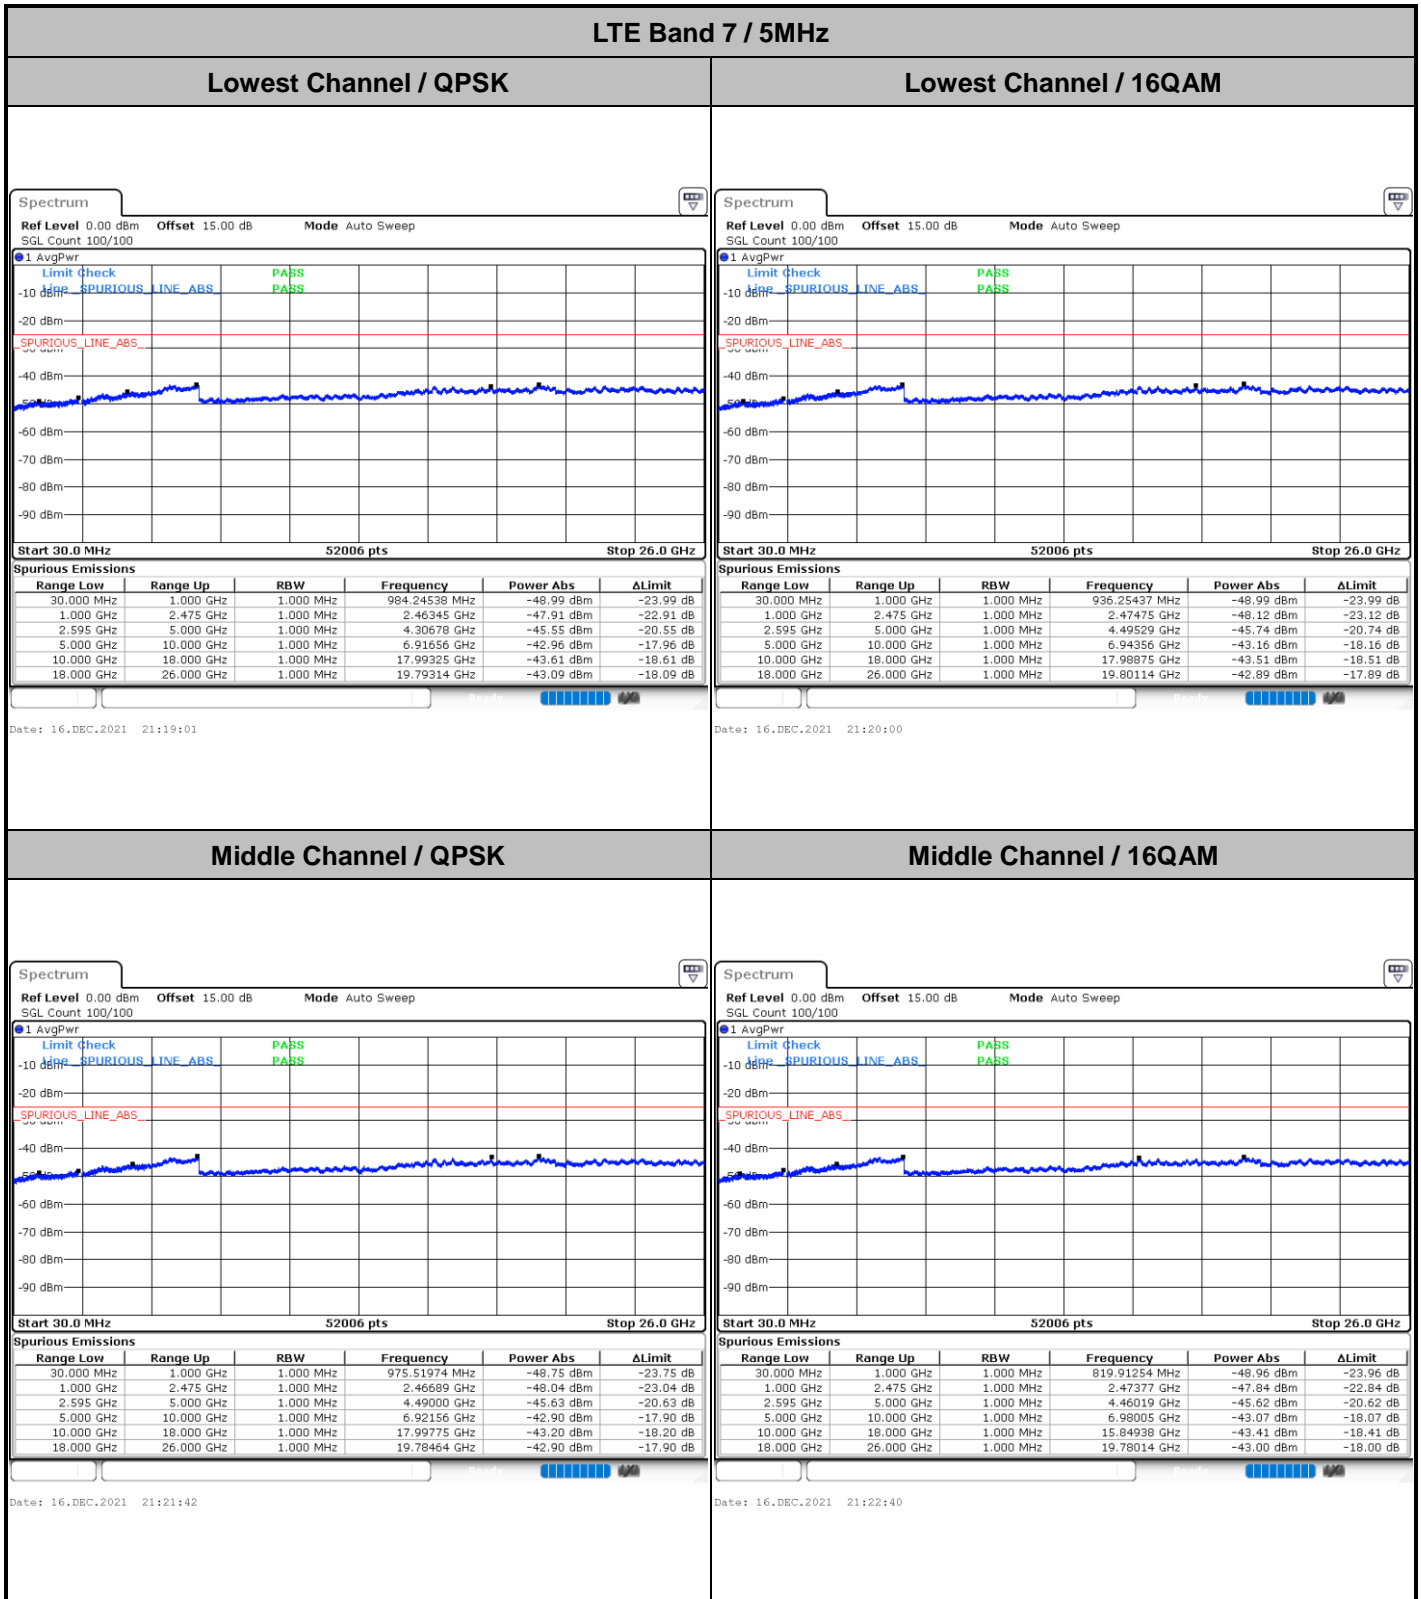 LTE Band 7 / 5MHz
Lowest Channel / QPSK
Lowest Channel / 16QAM
Spectrum
Ref Level 0.00 dBm Offset 15.00 dB Mode Auto Sweep
SGL Count 100/100
1 AvgPwr
Limit Check PASS
Line _SPURIOUS_LINE_ABS_ PASS
-10 dBm
-20 dBm
_SPURIOUS_LINE_ABS_
-30 dBm
-40 dBm
-50 dBm
-60 dBm
-70 dBm
-80 dBm
-90 dBm
Start 30.0 MHz 52006 pts Stop 26.0 GHz
Spurious Emissions
Range Low Range Up RBW Frequency Power Abs ΔLimit
30.000 MHz 1.000 GHz 1.000 MHz 984.24538 MHz -48.99 dBm -23.99 dB
1.000 GHz 2.475 GHz 1.000 MHz 2.46345 GHz -47.91 dBm -22.91 dB
2.595 GHz 5.000 GHz 1.000 MHz 4.30678 GHz -45.55 dBm -20.55 dB
5.000 GHz 10.000 GHz 1.000 MHz 6.91656 GHz -42.96 dBm -17.96 dB
10.000 GHz 18.000 GHz 1.000 MHz 17.99325 GHz -43.61 dBm -18.61 dB
18.000 GHz 26.000 GHz 1.000 MHz 19.79314 GHz -43.09 dBm -18.09 dB
Ready
Date: 16.DEC.2021 21:19:01
Spectrum
Ref Level 0.00 dBm Offset 15.00 dB Mode Auto Sweep
SGL Count 100/100
1 AvgPwr
Limit Check PASS
Line _SPURIOUS_LINE_ABS_ PASS
-10 dBm
-20 dBm
_SPURIOUS_LINE_ABS_
-30 dBm
-40 dBm
-50 dBm
-60 dBm
-70 dBm
-80 dBm
-90 dBm
Start 30.0 MHz 52006 pts Stop 26.0 GHz
Spurious Emissions
Range Low Range Up RBW Frequency Power Abs ΔLimit
30.000 MHz 1.000 GHz 1.000 MHz 936.25437 MHz -48.99 dBm -23.99 dB
1.000 GHz 2.475 GHz 1.000 MHz 2.47475 GHz -48.12 dBm -23.12 dB
2.595 GHz 5.000 GHz 1.000 MHz 4.49529 GHz -45.74 dBm -20.74 dB
5.000 GHz 10.000 GHz 1.000 MHz 6.94356 GHz -43.16 dBm -18.16 dB
10.000 GHz 18.000 GHz 1.000 MHz 17.98875 GHz -43.51 dBm -18.51 dB
18.000 GHz 26.000 GHz 1.000 MHz 19.80114 GHz -42.89 dBm -17.89 dB
Ready
Date: 16.DEC.2021 21:20:00
Middle Channel / QPSK
Middle Channel / 16QAM
Spectrum
Ref Level 0.00 dBm Offset 15.00 dB Mode Auto Sweep
SGL Count 100/100
1 AvgPwr
Limit Check PASS
Line _SPURIOUS_LINE_ABS_ PASS
-10 dBm
-20 dBm
_SPURIOUS_LINE_ABS_
-30 dBm
-40 dBm
-50 dBm
-60 dBm
-70 dBm
-80 dBm
-90 dBm
Start 30.0 MHz 52006 pts Stop 26.0 GHz
Spurious Emissions
Range Low Range Up RBW Frequency Power Abs ΔLimit
30.000 MHz 1.000 GHz 1.000 MHz 975.51974 MHz -48.75 dBm -23.75 dB
1.000 GHz 2.475 GHz 1.000 MHz 2.46689 GHz -48.04 dBm -23.04 dB
2.595 GHz 5.000 GHz 1.000 MHz 4.49000 GHz -45.63 dBm -20.63 dB
5.000 GHz 10.000 GHz 1.000 MHz 6.92156 GHz -42.90 dBm -17.90 dB
10.000 GHz 18.000 GHz 1.000 MHz 17.99775 GHz -43.20 dBm -18.20 dB
18.000 GHz 26.000 GHz 1.000 MHz 19.78464 GHz -42.90 dBm -17.90 dB
Ready
Date: 16.DEC.2021 21:21:42
Spectrum
Ref Level 0.00 dBm Offset 15.00 dB Mode Auto Sweep
SGL Count 100/100
1 AvgPwr
Limit Check PASS
Line _SPURIOUS_LINE_ABS_ PASS
-10 dBm
-20 dBm
_SPURIOUS_LINE_ABS_
-30 dBm
-40 dBm
-50 dBm
-60 dBm
-70 dBm
-80 dBm
-90 dBm
Start 30.0 MHz 52006 pts Stop 26.0 GHz
Spurious Emissions
Range Low Range Up RBW Frequency Power Abs ΔLimit
30.000 MHz 1.000 GHz 1.000 MHz 819.91254 MHz -48.96 dBm -23.96 dB
1.000 GHz 2.475 GHz 1.000 MHz 2.47377 GHz -47.84 dBm -22.84 dB
2.595 GHz 5.000 GHz 1.000 MHz 4.46019 GHz -45.62 dBm -20.62 dB
5.000 GHz 10.000 GHz 1.000 MHz 6.98005 GHz -43.07 dBm -18.07 dB
10.000 GHz 18.000 GHz 1.000 MHz 15.84938 GHz -43.41 dBm -18.41 dB
18.000 GHz 26.000 GHz 1.000 MHz 19.78014 GHz -43.00 dBm -18.00 dB
Ready
Date: 16.DEC.2021 21:22:40